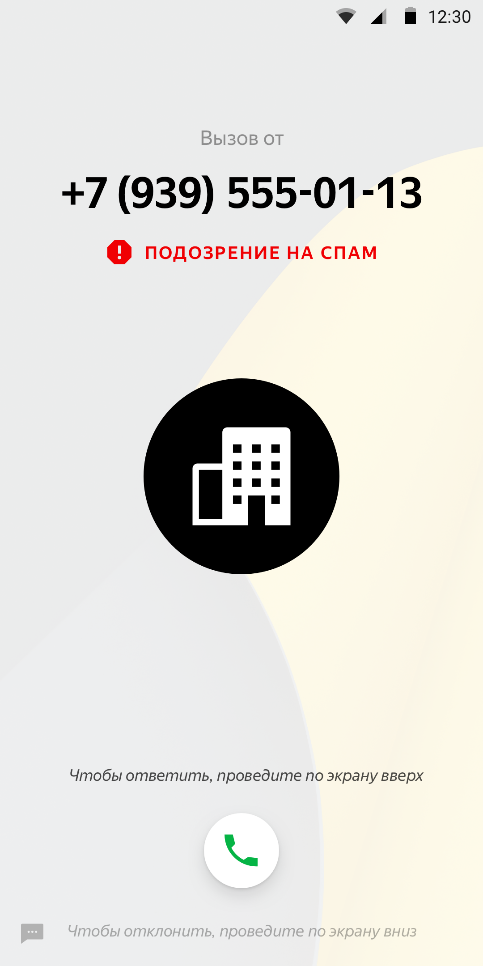 12:30
Вызов от
+7 (939) 555-01-13
ПОДОЗРЕНИЕ НА СПАМ
Чтобы ответить, проведите по экрану вверх
Чтобы отклонить, проведите по экрану вниз